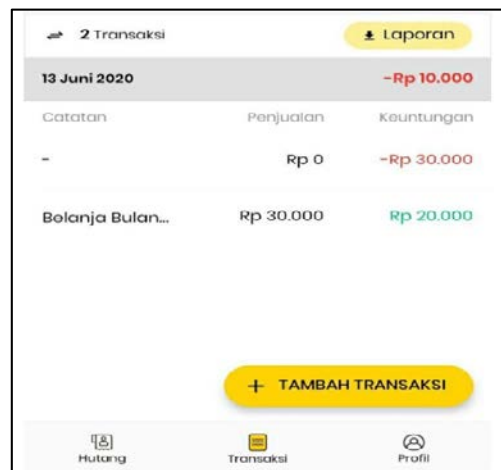 2 Transaksi Laporan
13 Juni 2020 -Rp 10.000
Catatan Penjualan Keuntungan
- Rp 0 -Rp 30.000
Belanja Bulan... Rp 30.000 Rp 20.000
+ TAMBAH TRANSAKSI
Hutang Transaksi Profil